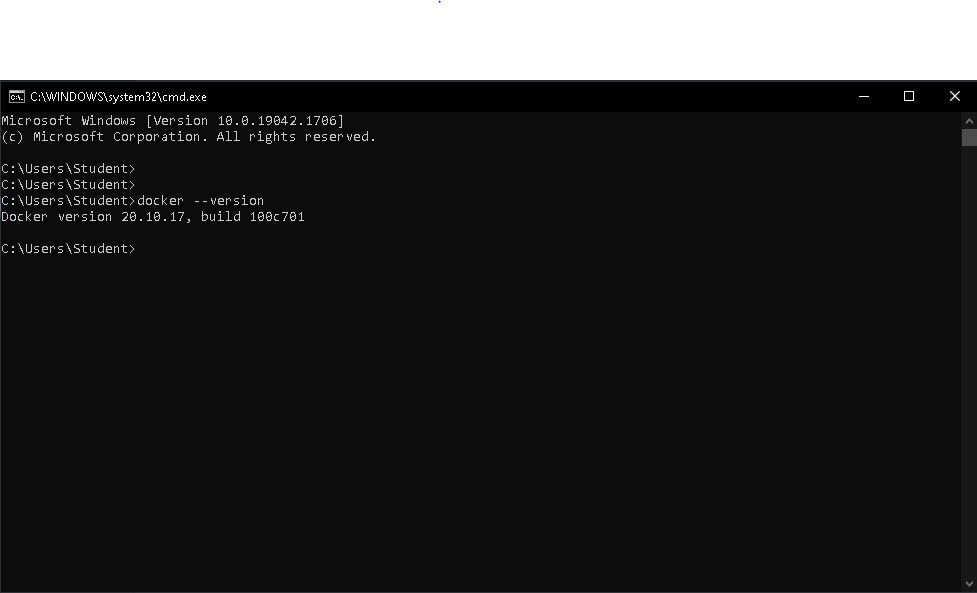 C:\WINDOWS\system32\cmd.exe
Microsoft Windows [Version 10.0.19042.1706]
(c) Microsoft Corporation. All rights reserved.
C:\Users\Student>
C:\Users\Student>
C:\Users\Student>docker --version
Docker version 20.10.17, build 100c701
C:\Users\Student>